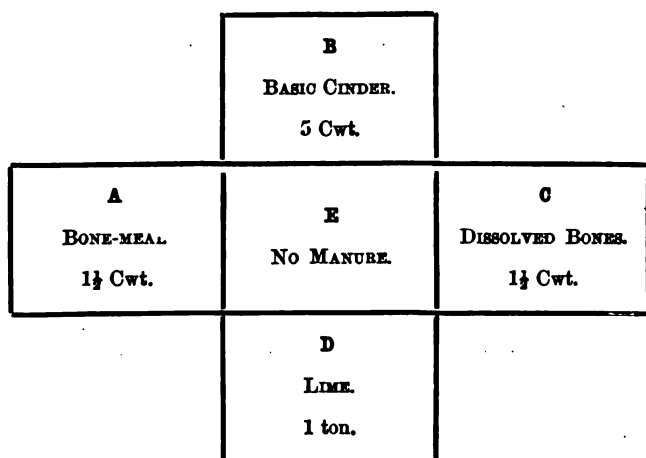 B
BASIC CINDER.
5 Cwt.
A
BONE-MEAL.
1½ Cwt.
E
NO MANURE.
C
DISSOLVED BONES.
1½ Cwt.
D
LIME.
1 ton.